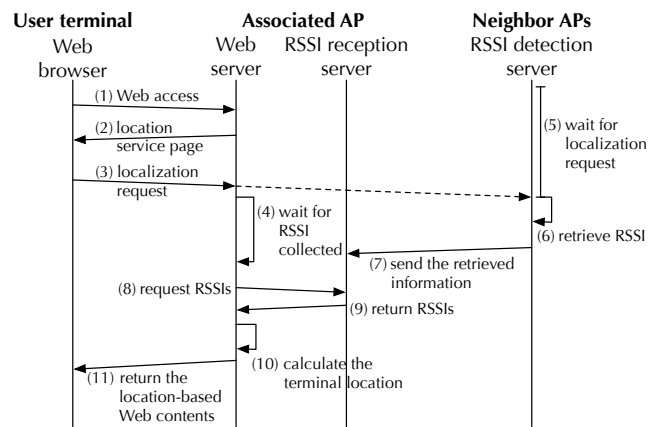 User terminal
Associated AP
Neighbor APs
Web
browser
Web
server
RSSI reception
server
RSSI detection
server
(1) Web access
(2) location
service page
(3) localization
request
(4) wait for
RSSI
collected
(5) wait for
localization
request
(6) retrieve RSSI
(7) send the retrieved
information
(8) request RSSIs
(9) return RSSIs
(10) calculate the
terminal location
(11) return the
location-based
Web contents